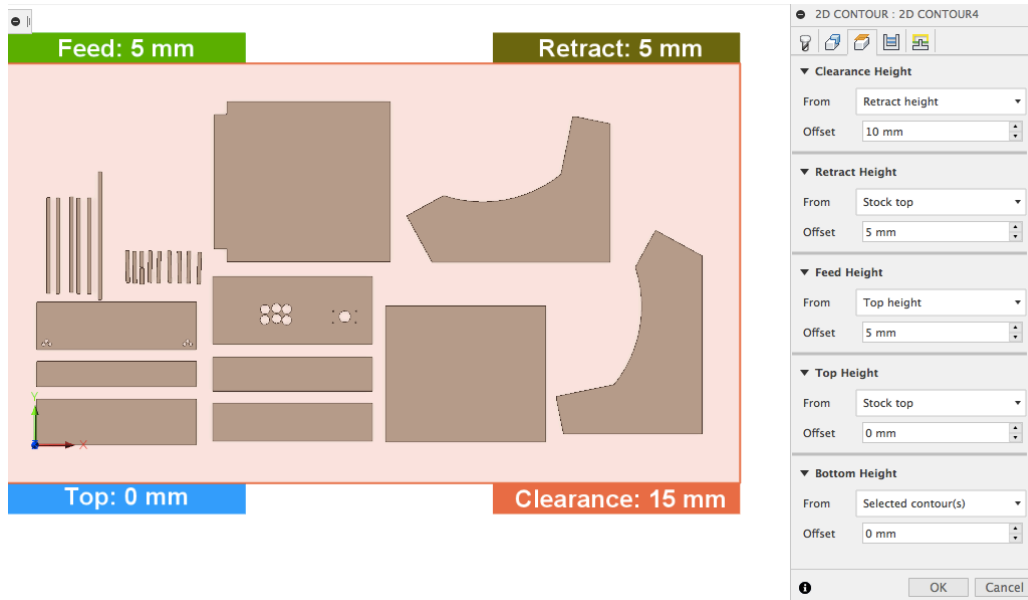 2D CONTOUR : 2D CONTOUR4
Feed: 5 mm
Retract: 5 mm
Y
X
Top: 0 mm
Clearance: 15 mm
Clearance Height
From Retract height
Offset 10 mm
Retract Height
From Stock top
Offset 5 mm
Feed Height
From Top height
Offset 5 mm
Top Height
From Stock top
Offset 0 mm
Bottom Height
From Selected contour(s)
Offset 0 mm
OK Cancel